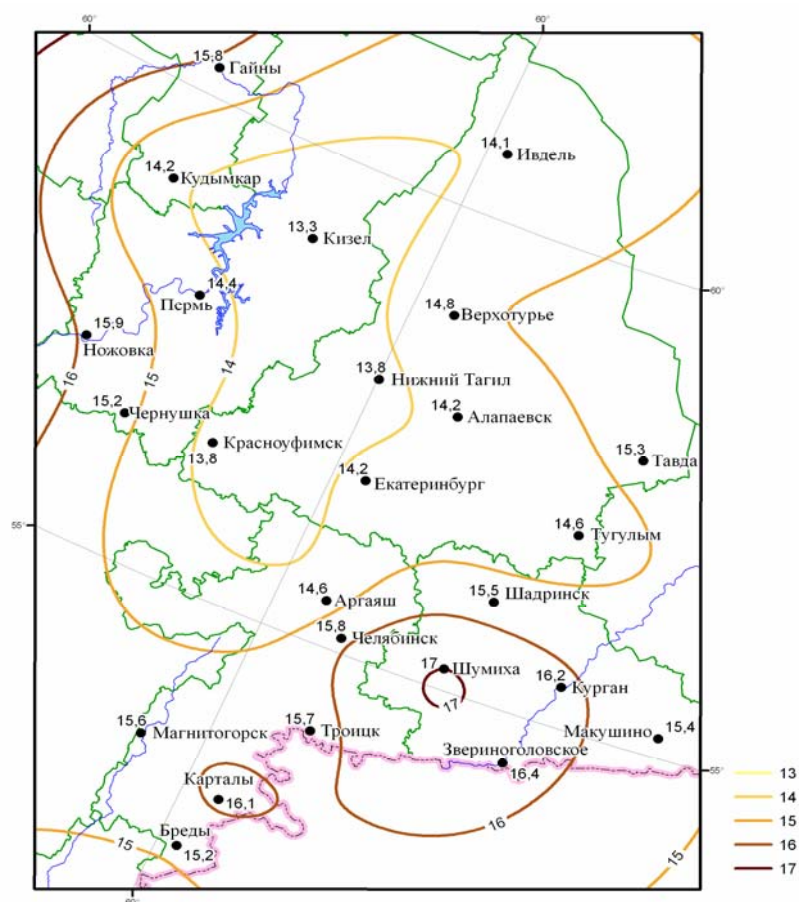 60°
60°
15,8
Гайны
14,1
Ивдель
14,2
Кудымкар
13,3
Кизел
14,4
Пермь
60°
14,8
Верхотурье
15,9
Ножовка
14
15
16
13,8
Нижний Тагил
15,2
Чернушка
14,2
Алапаевск
Красноуфимск
13,8
15,3
Тавда
14,2
Екатеринбург
55°
14,6
Тугулым
14,6
Аргаяш
15,5
Шадринск
15,8
Челябинск
17
Шумиха
16,2
Курган
17
15,6
Магнитогорск
15,7
Троицк
Макушино
15,4
Звериноголовское
16,4
55°
Карталы
16,1
13
14
15
16
17
16
Бреды
15,2
15
15
60°